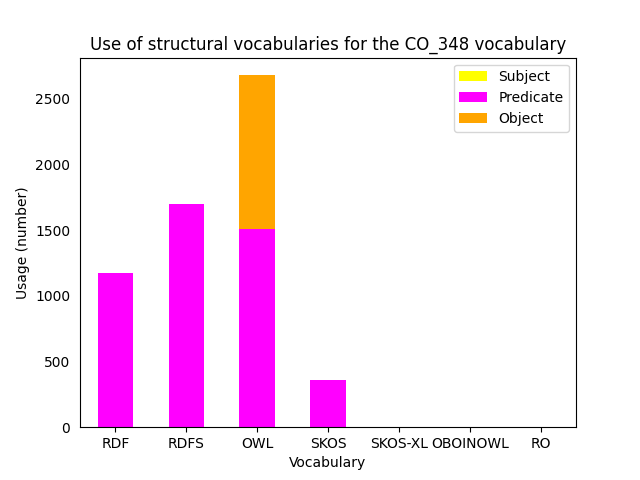 Use of structural vocabularies for the CO_348 vocabulary
Subject
Predicate
Object
Usage (number)
2500
2000
1500
1000
500
0
RDF RDFS OWL SKOS SKOS-XL OBOINOWL RO
Vocabulary